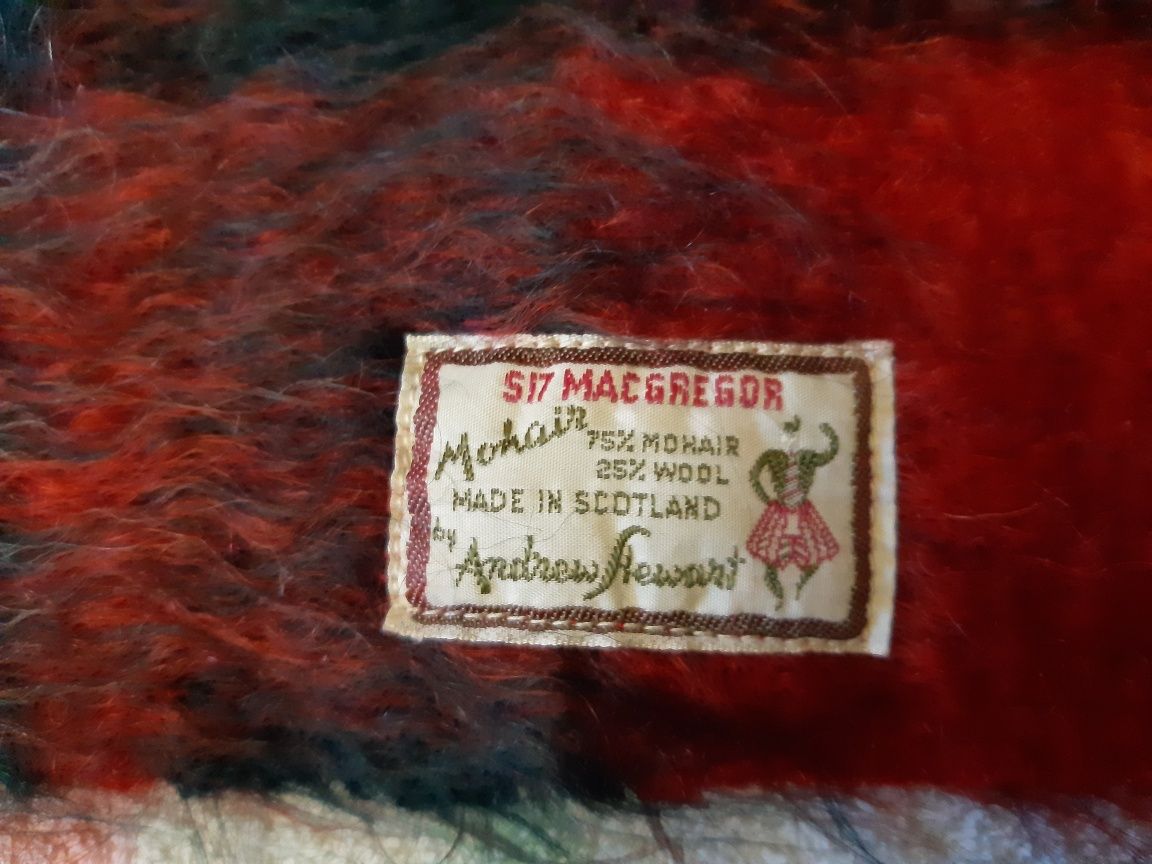 S17 MACGREGOR
Mohair
75% MOHAIR
25% WOOL
MADE IN SCOTLAND
by
Andrew Stewart